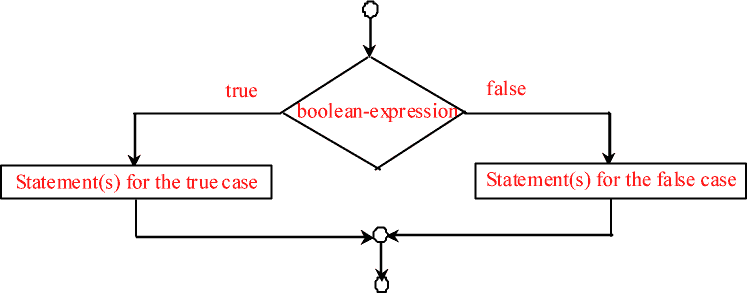 true
false
boolean-expression
Statement(s) for the true case
Statement(s) for the false case